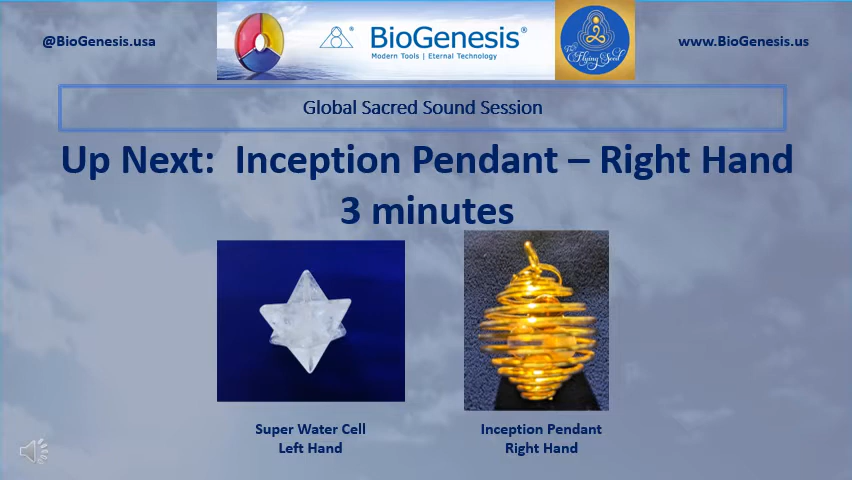 @BioGenesis.usa
BioGenesis®
Modern Tools | Eternal Technology
The Flying Seed
www.BioGenesis.us
Global Sacred Sound Session
Up Next: Inception Pendant – Right Hand
3 minutes
Super Water Cell
Left Hand
Inception Pendant
Right Hand